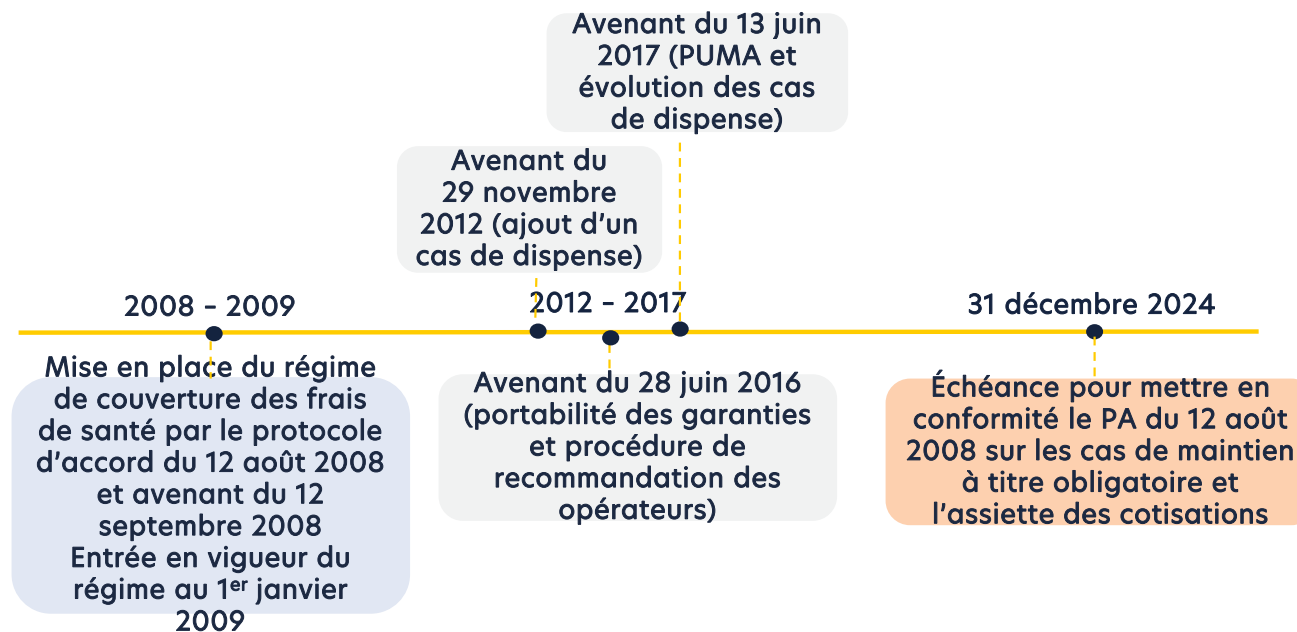 Avenant du 13 juin
2017 (PUMA et
évolution des cas
de dispense)
Avenant du
29 novembre
2012 (ajout d’un
cas de dispense)
2008 – 2009
2012 – 2017
31 décembre 2024
Mise en place du régime
de couverture des frais
de santé par le protocole
d’accord du 12 août 2008
et avenant du 12
septembre 2008
Entrée en vigueur du
régime au 1er janvier
2009
Avenant du 28 juin 2016
(portabilité des garanties
et procédure de
recommandation des
opérateurs)
Échéance pour mettre en
conformité le PA du 12 août
2008 sur les cas de maintien
à titre obligatoire et
l’assiette des cotisations